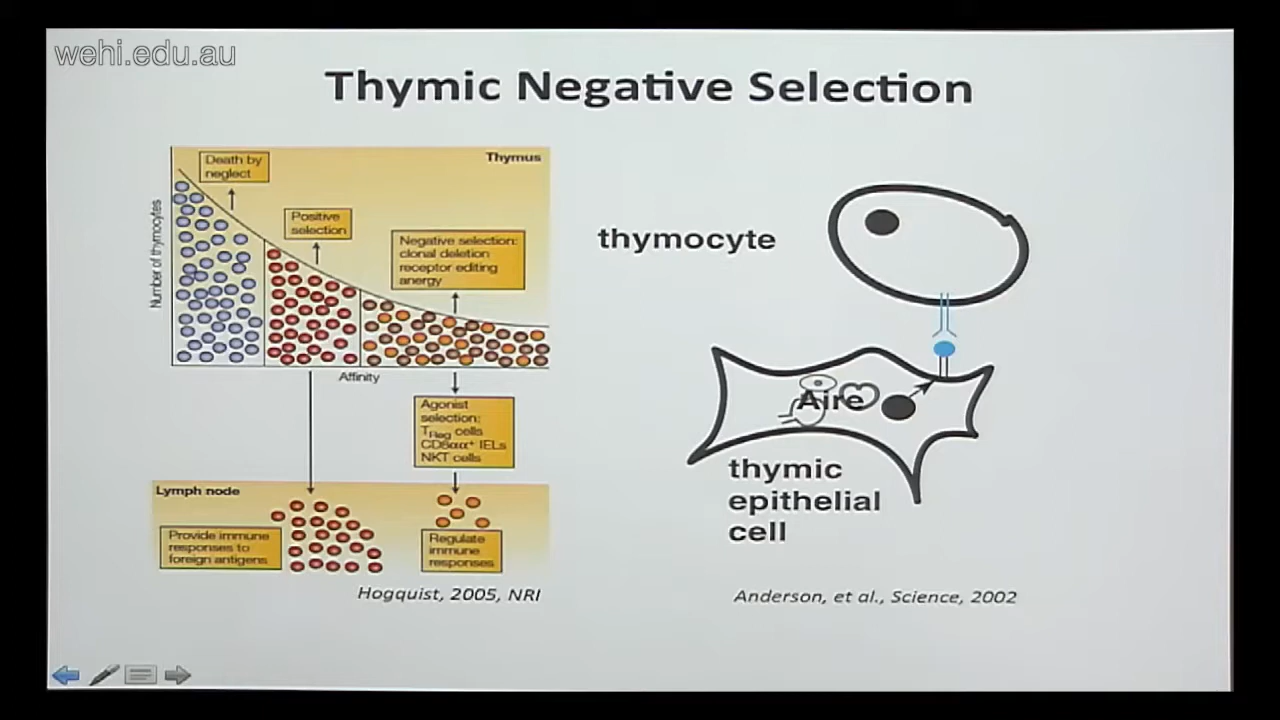 wehi.edu.au
Thymic Negative Selection
Thymus
Death by
neglect
Positive
selection
Negative selection:
clonal deletion
receptor editing
anergy
Number of thymocytes
Affinity
Agonist
selection:
TReg cells
CD8αα⁺ IELs
NKT cells
Lymph node
Provide immune
responses to
foreign antigens
Regulate
immune
responses
Hogquist, 2005, NRI
thymocyte
Aire
thymic
epithelial
cell
Anderson, et al., Science, 2002